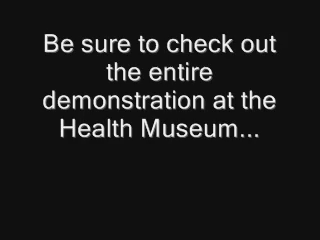 Be sure to check out
the entire
demonstration at the
Health Museum...